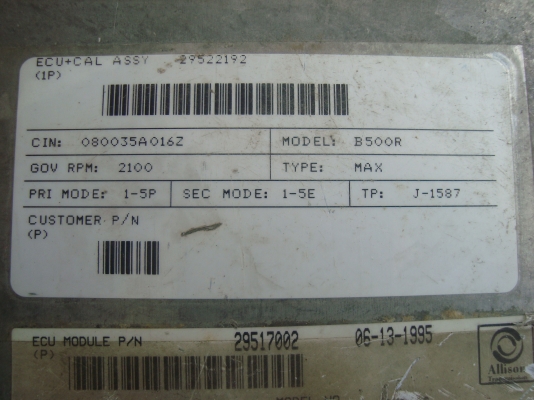 ECU+CAL ASSY 29522192
(1P)
CIN: 080035A016Z MODEL: B500R
GOV RPM: 2100 TYPE: MAX
PRI MODE: 1-5P SEC MODE: 1-5E TP: J-1587
CUSTOMER P/N
(P)
ECU MODULE P/N 29517002 06-13-1995
(P)
Allison